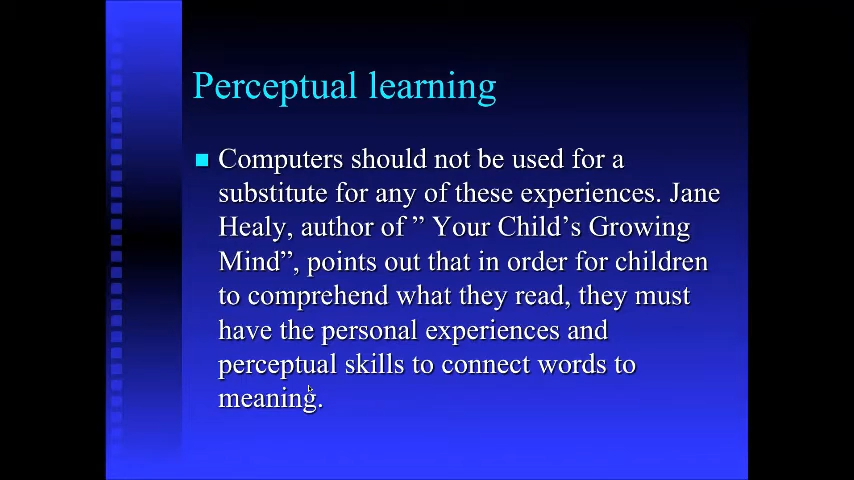 Perceptual learning
Computers should not be used for a
substitute for any of these experiences. Jane
Healy, author of ” Your Child’s Growing
Mind”, points out that in order for children
to comprehend what they read, they must
have the personal experiences and
perceptual skills to connect words to
meaning.